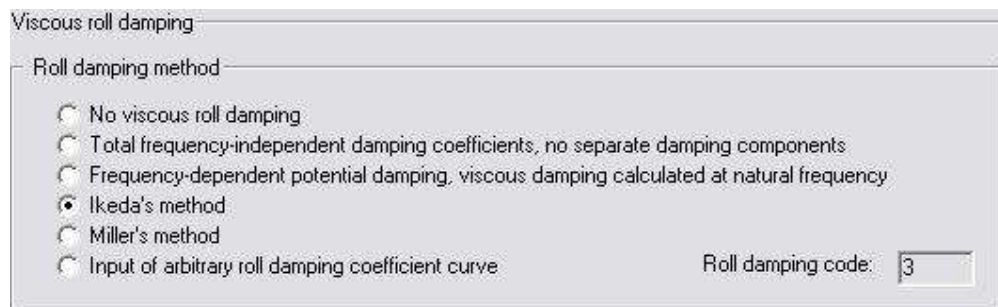 Viscous roll damping
Roll damping method
No viscous roll damping
Total frequency-independent damping coefficients, no separate damping components
Frequency-dependent potential damping, viscous damping calculated at natural frequency
Ikeda's method
Miller's method
Input of arbitrary roll damping coefficient curve Roll damping code: 3